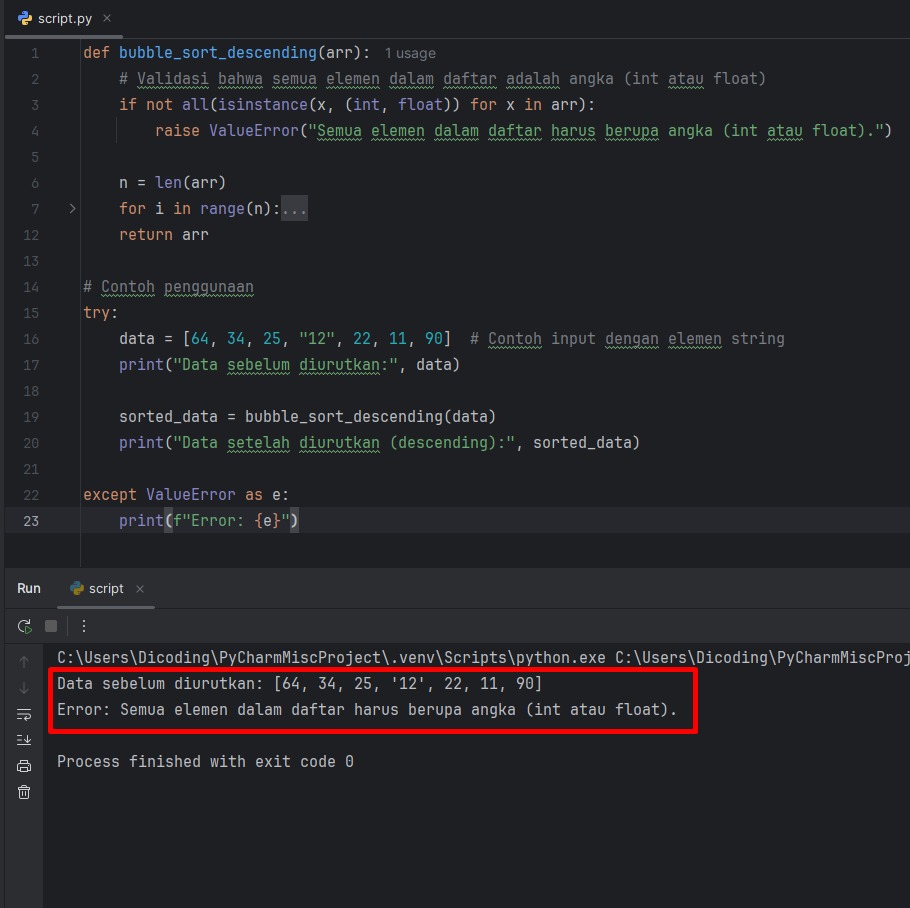 script.py
1 def bubble_sort_descending(arr): 1 usage
2 # Validasi bahwa semua elemen dalam daftar adalah angka (int atau float)
3 if not all(isinstance(x, (int, float)) for x in arr):
4 raise ValueError("Semua elemen dalam daftar harus berupa angka (int atau float).")
5
6 n = len(arr)
7 for i in range(n):...
12 return arr
13
14 # Contoh penggunaan
15 try:
16 data = [64, 34, 25, "12", 22, 11, 90]  # Contoh input dengan elemen string
17 print("Data sebelum diurutkan:", data)
18
19 sorted_data = bubble_sort_descending(data)
20 print("Data setelah diurutkan (descending):", sorted_data)
21
22 except ValueError as e:
23 print(f"Error: {e}")
Run script
C:\Users\Dicoding\PyCharmMiscProject\.venv\Scripts\python.exe C:\Users\Dicoding\PyCharmMiscProj
Data sebelum diurutkan: [64, 34, 25, '12', 22, 11, 90]
Error: Semua elemen dalam daftar harus berupa angka (int atau float).
Process finished with exit code 0